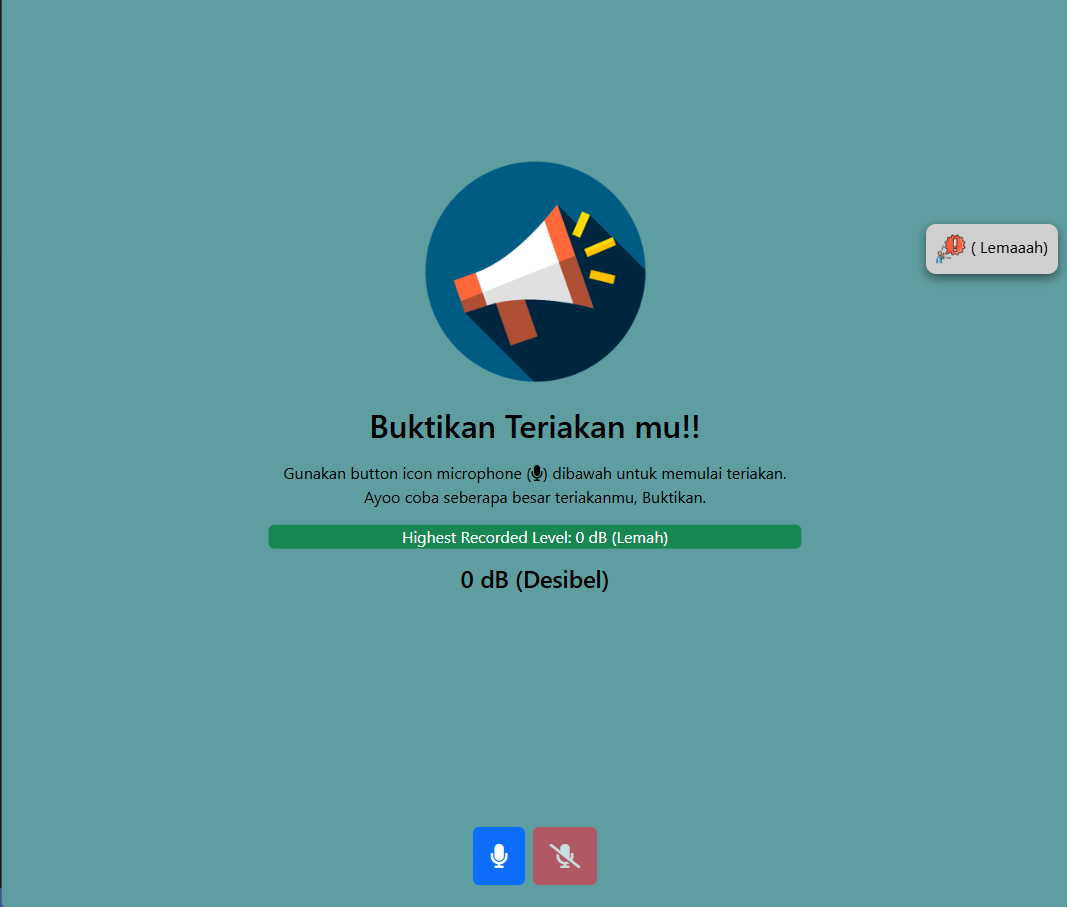 ( Lemaaah)
Buktikan Teriakan mu!!
Gunakan button icon microphone () dibawah untuk memulai teriakan.
Ayoo coba seberapa besar teriakanmu, Buktikan.
Highest Recorded Level: 0 dB (Lemah)
0 dB (Desibel)